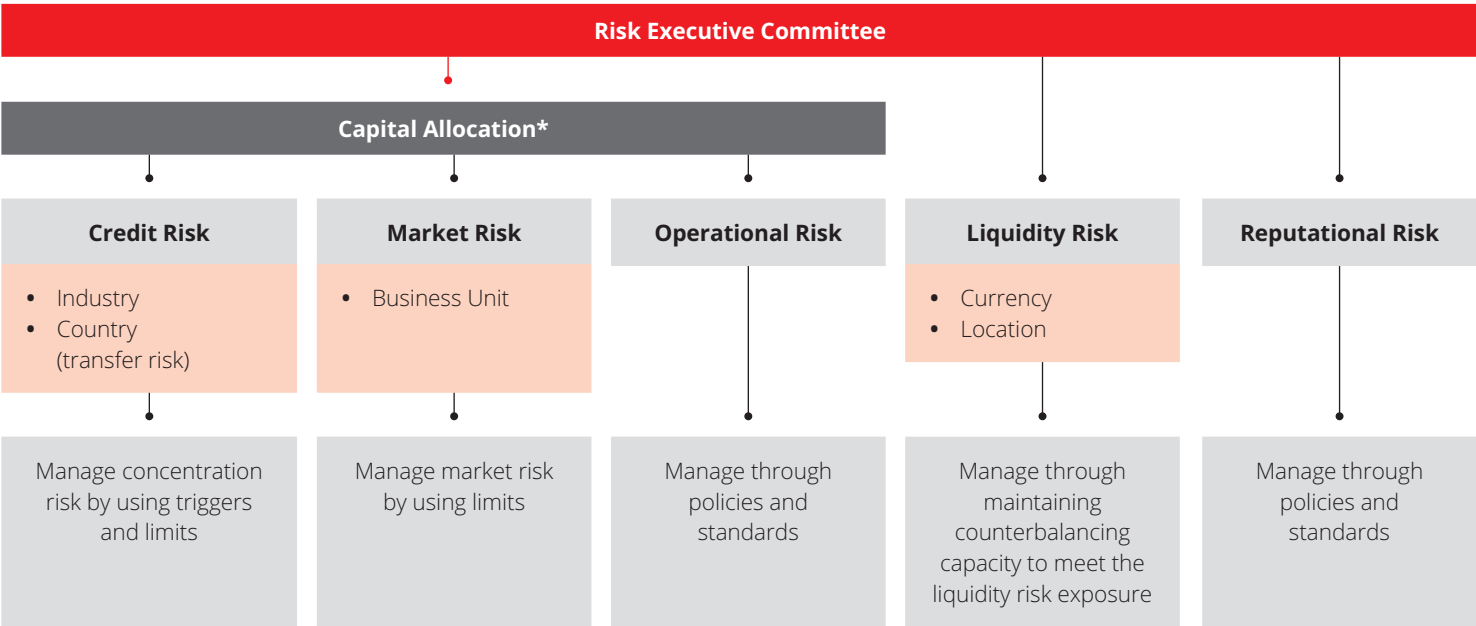 Risk Executive Committee
Capital Allocation*
Credit Risk
• Industry
• Country
(transfer risk)
Manage concentration
risk by using triggers
and limits
Market Risk
• Business Unit
Manage market risk
by using limits
Operational Risk
Manage through
policies and
standards
Liquidity Risk
• Currency
• Location
Manage through
maintaining
counterbalancing
capacity to meet the
liquidity risk exposure
Reputational Risk
Manage through
policies and
standards